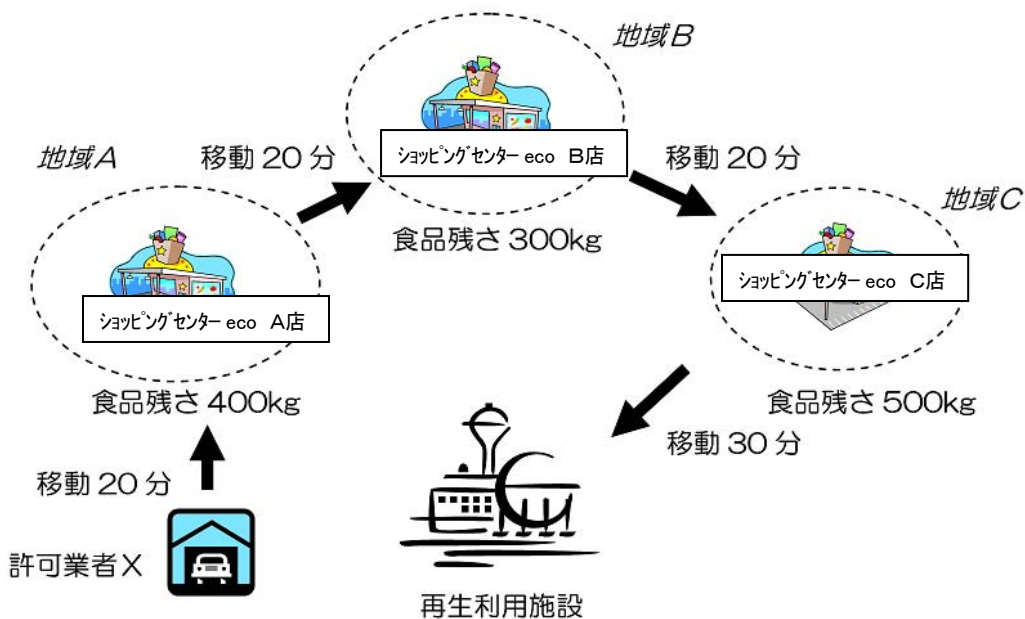 地域B
ショッピングセンター eco B店
地域A
移動 20 分
移動 20 分
地域C
食品残さ 300kg
ショッピングセンター eco C店
ショッピングセンター eco A店
食品残さ 400kg
食品残さ 500kg
移動 30 分
移動 20 分
許可業者X
再生利用施設